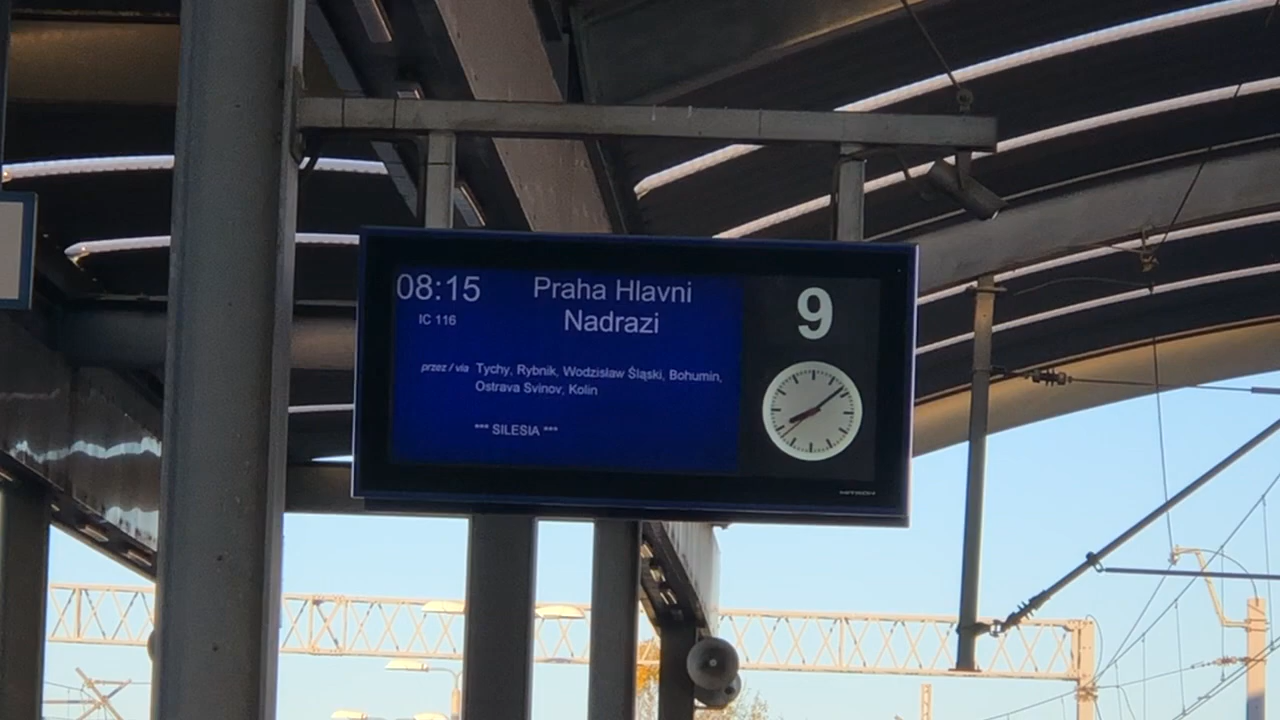 08:15 Praha Hlavni
IC 116 Nadrazi
9
przez / via Tychy, Rybnik, Wodzisław Śląski, Bohumin,
Ostrava Svinov, Kolin
*** SILESIA ***